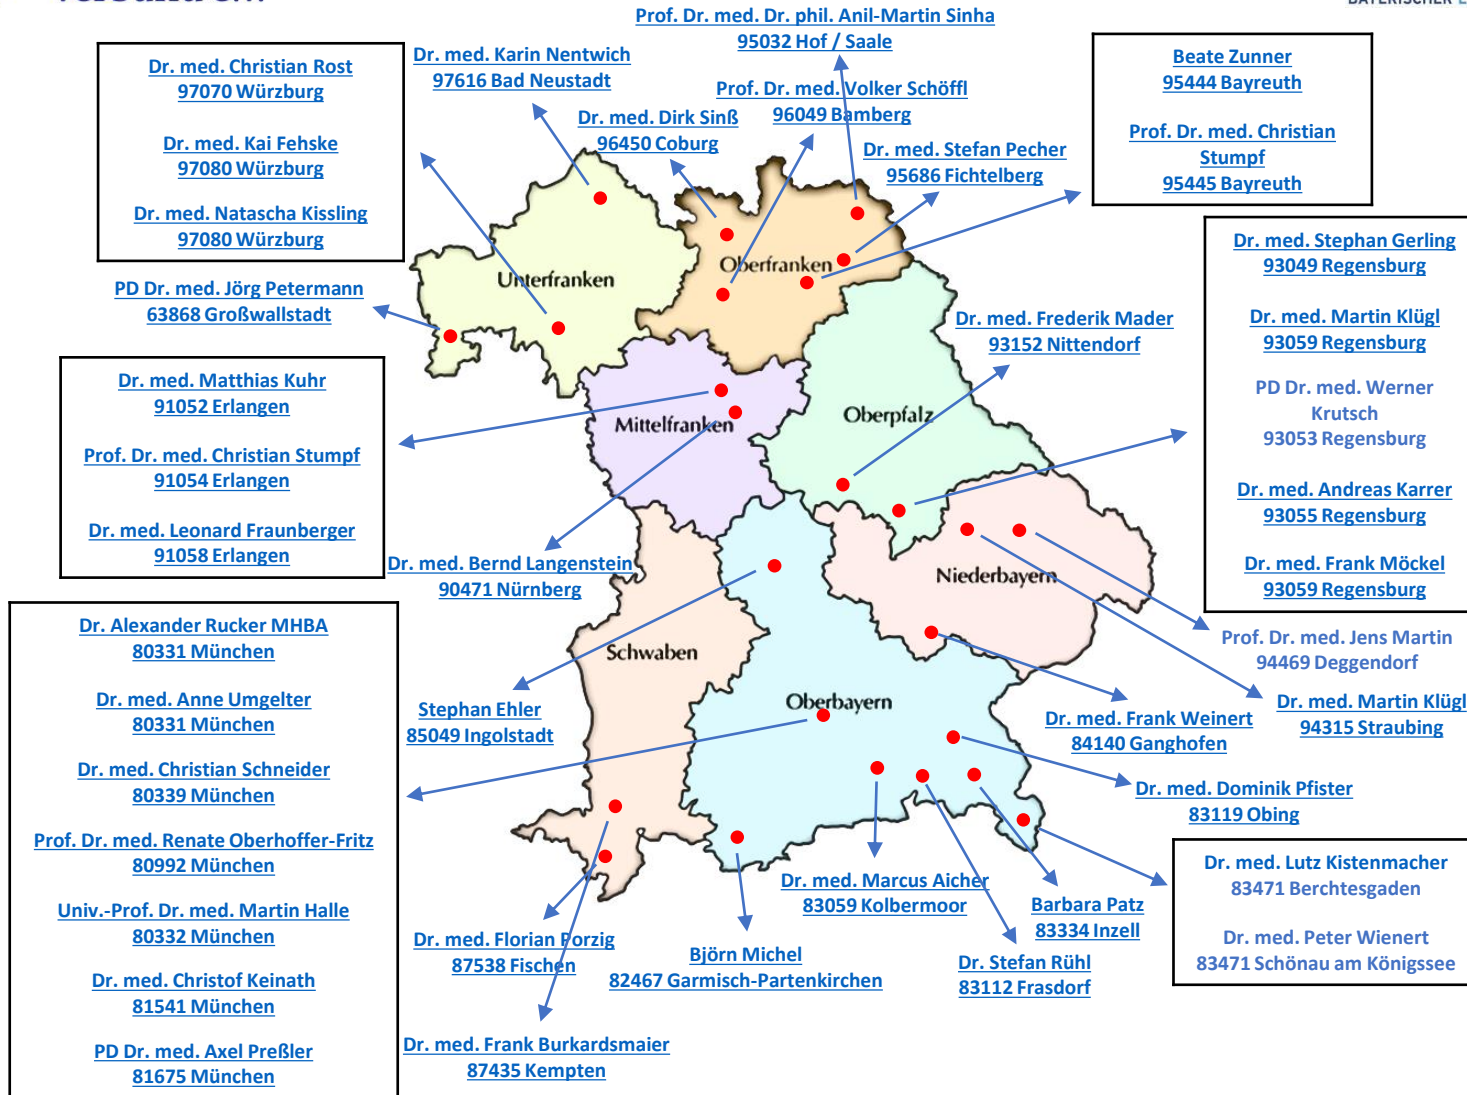 Prof. Dr. med. Dr. phil. Anil-Martin Sinha
95032 Hof / Saale
Dr. med. Christian Rost
97070 Würzburg
Dr. med. Kai Fehske
97080 Würzburg
Dr. med. Natascha Kissling
97080 Würzburg
Dr. med. Karin Nentwich
97616 Bad Neustadt
Dr. med. Dirk Sinß
96450 Coburg
Prof. Dr. med. Volker Schöffl
96049 Bamberg
Dr. med. Stefan Pecher
95686 Fichtelberg
Beate Zunner
95444 Bayreuth
Prof. Dr. med. Christian
Stumpf
95445 Bayreuth
PD Dr. med. Jörg Petermann
63868 Großwallstadt
Unterfranken
Oberfranken
Dr. med. Frederik Mader
93152 Nittendorf
Dr. med. Stephan Gerling
93049 Regensburg
Dr. med. Martin Klügl
93059 Regensburg
PD Dr. med. Werner
Krutsch
93053 Regensburg
Dr. med. Andreas Karrer
93055 Regensburg
Dr. med. Frank Möckel
93059 Regensburg
Dr. med. Matthias Kuhr
91052 Erlangen
Prof. Dr. med. Christian Stumpf
91054 Erlangen
Dr. med. Leonard Fraunberger
91058 Erlangen
Mittelfranken
Oberpfalz
Dr. med. Bernd Langenstein
90471 Nürnberg
Niederbayern
Prof. Dr. med. Jens Martin
94469 Deggendorf
Dr. med. Martin Klügl
94315 Straubing
Dr. med. Frank Weinert
84140 Ganghofen
Schwaben
Oberbayern
Stephan Ehler
85049 Ingolstadt
Dr. Alexander Rucker MHBA
80331 München
Dr. med. Anne Umgelter
80331 München
Dr. med. Christian Schneider
80339 München
Prof. Dr. med. Renate Oberhoffer-Fritz
80992 München
Univ.-Prof. Dr. med. Martin Halle
80332 München
Dr. med. Christof Keinath
81541 München
PD Dr. med. Axel Preßler
81675 München
Dr. med. Dominik Pfister
83119 Obing
Dr. med. Lutz Kistenmacher
83471 Berchtesgaden
Dr. med. Peter Wienert
83471 Schönau am Königssee
Dr. med. Marcus Aicher
83059 Kolbermoor
Barbara Patz
83334 Inzell
Dr. Stefan Rühl
83112 Frasdorf
Björn Michel
82467 Garmisch-Partenkirchen
Dr. med. Florian Porzig
87538 Fischen
Dr. med. Frank Burkardsmaier
87435 Kempten